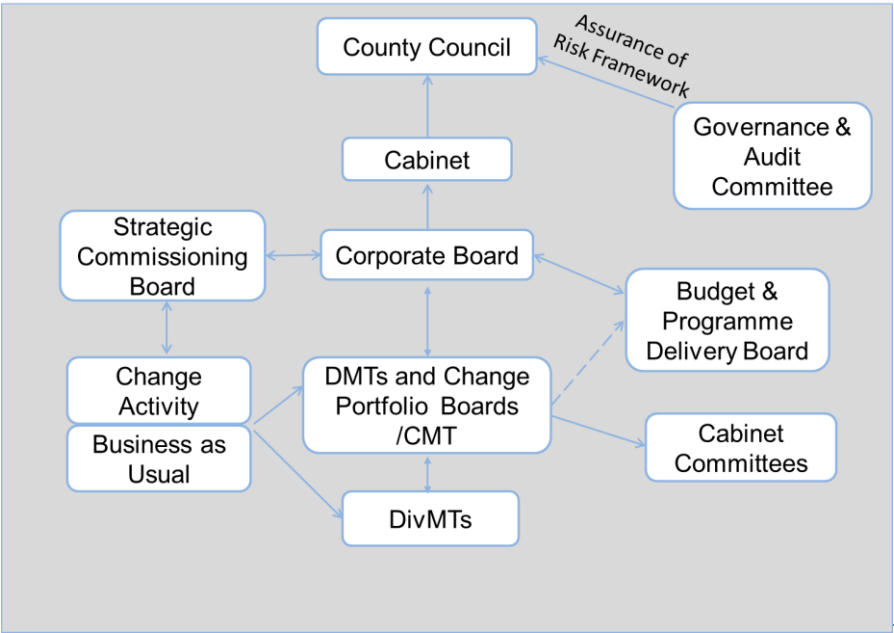 County Council
Assurance of
Risk Framework
Governance &
Audit
Committee
Cabinet
Strategic
Commissioning
Board
Corporate Board
Budget &
Programme
Delivery Board
Change
Activity
DMTs and Change
Portfolio Boards
/CMT
Business as
Usual
Cabinet
Committees
DivMTs